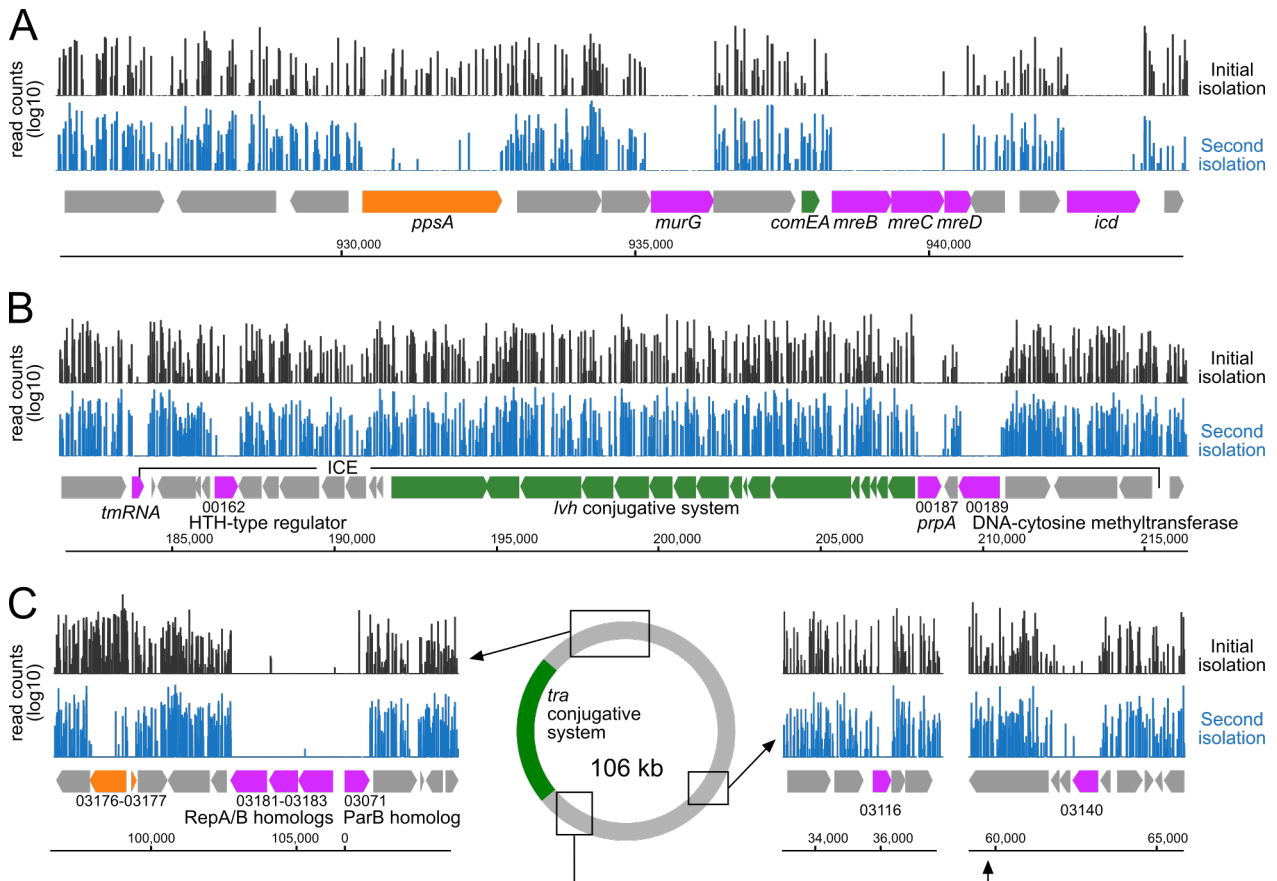 A
read counts
(log10)
Initial
isolation
Second
isolation
ppsA
murG
comEA
mreB
mreC
mreD
icd
930,000
935,000
940,000
B
read counts
(log10)
Initial
isolation
Second
isolation
ICE
tmRNA
00162
HTH-type regulator
lvh conjugative system
00187
prpA
00189
DNA-cytosine methyltransferase
185,000
190,000
195,000
200,000
205,000
210,000
215,000
C
read counts
(log10)
Initial
isolation
Second
isolation
tra
conjugative
system
106 kb
03176-03177
03181-03183
RepA/B homologs
03071
ParB homolog
03116
03140
100,000
105,000
0
34,000
36,000
60,000
65,000